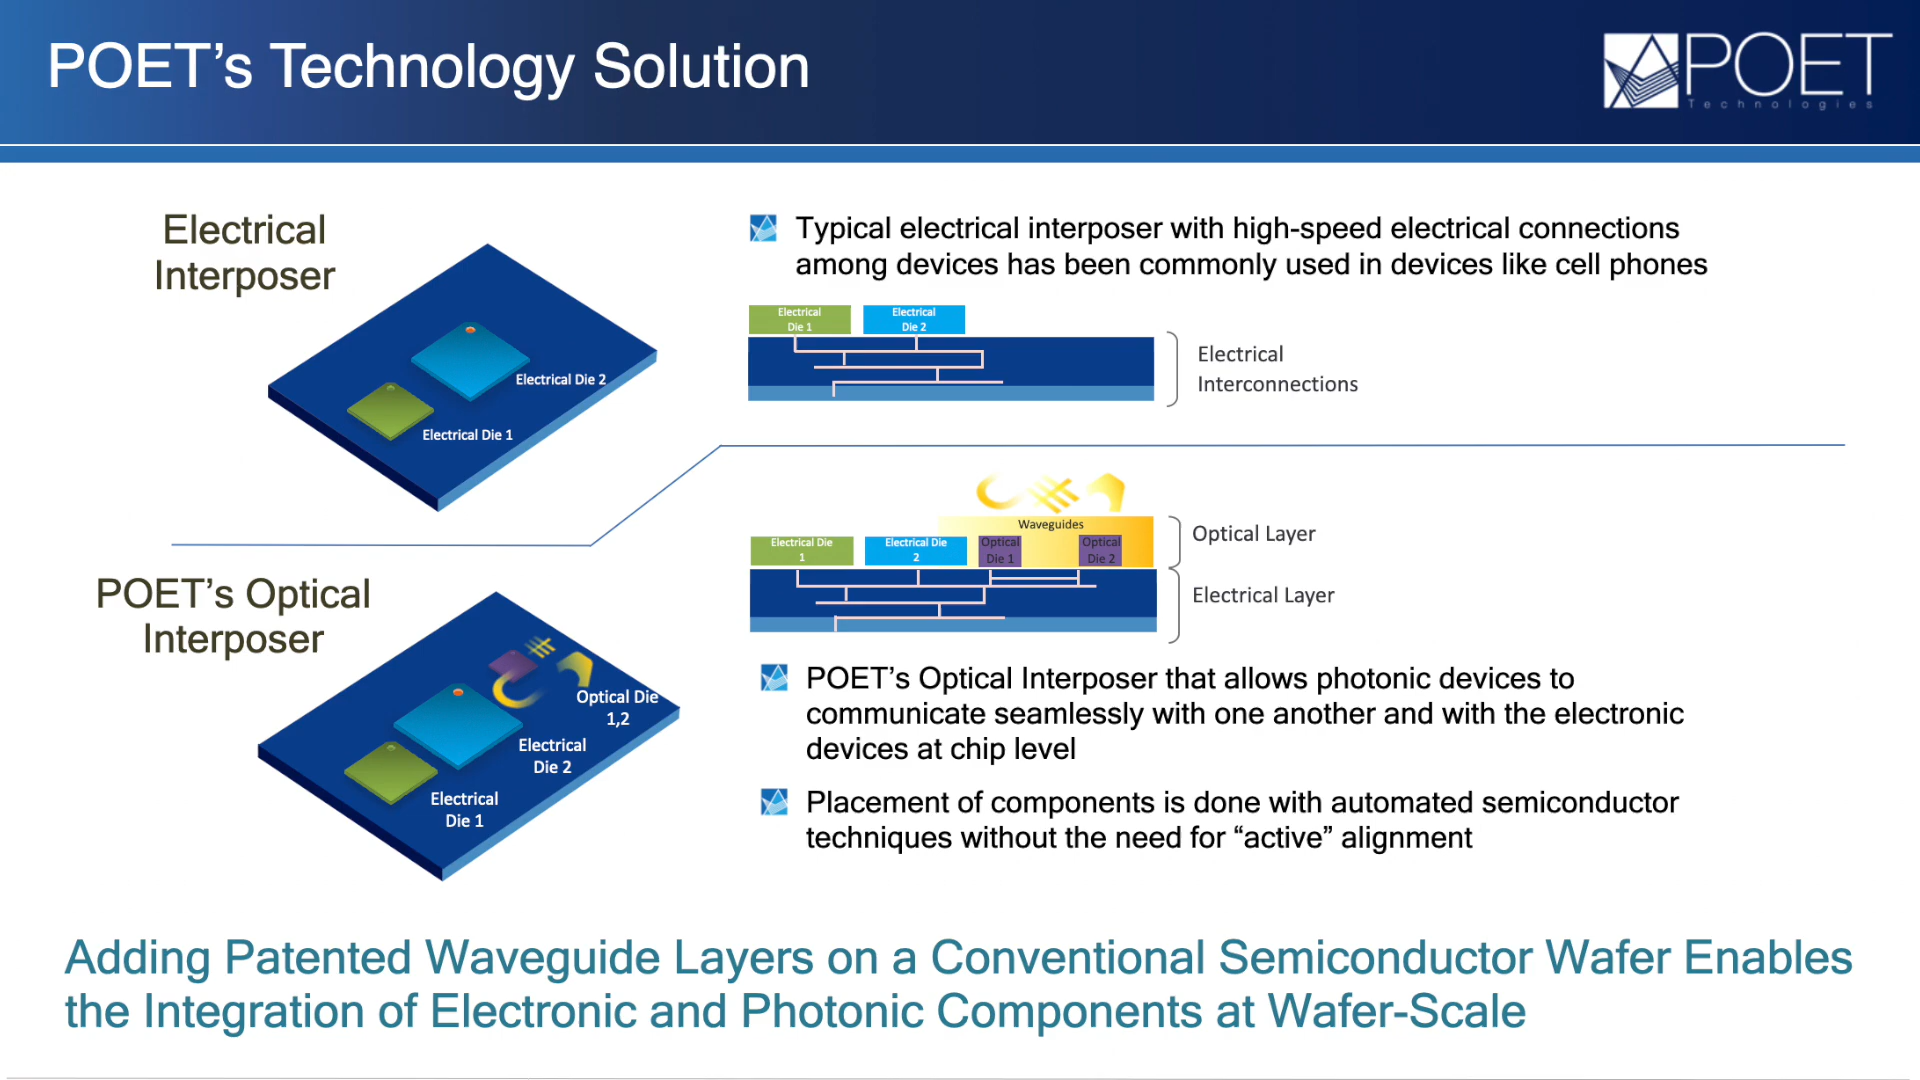 POET’s Technology Solution
POET
Technologies
Electrical
Interposer
Electrical Die 2
Electrical Die 1
Typical electrical interposer with high-speed electrical connections
among devices has been commonly used in devices like cell phones
Electrical
Die 1
Electrical
Die 2
Electrical
Interconnections
POET’s Optical
Interposer
Optical Die
1,2
Electrical
Die 2
Electrical
Die 1
Waveguides
Electrical Die
1
Electrical Die
2
Optical
Die 1
Optical
Die 2
Optical Layer
Electrical Layer
POET’s Optical Interposer that allows photonic devices to
communicate seamlessly with one another and with the electronic
devices at chip level
Placement of components is done with automated semiconductor
techniques without the need for “active” alignment
Adding Patented Waveguide Layers on a Conventional Semiconductor Wafer Enables
the Integration of Electronic and Photonic Components at Wafer-Scale